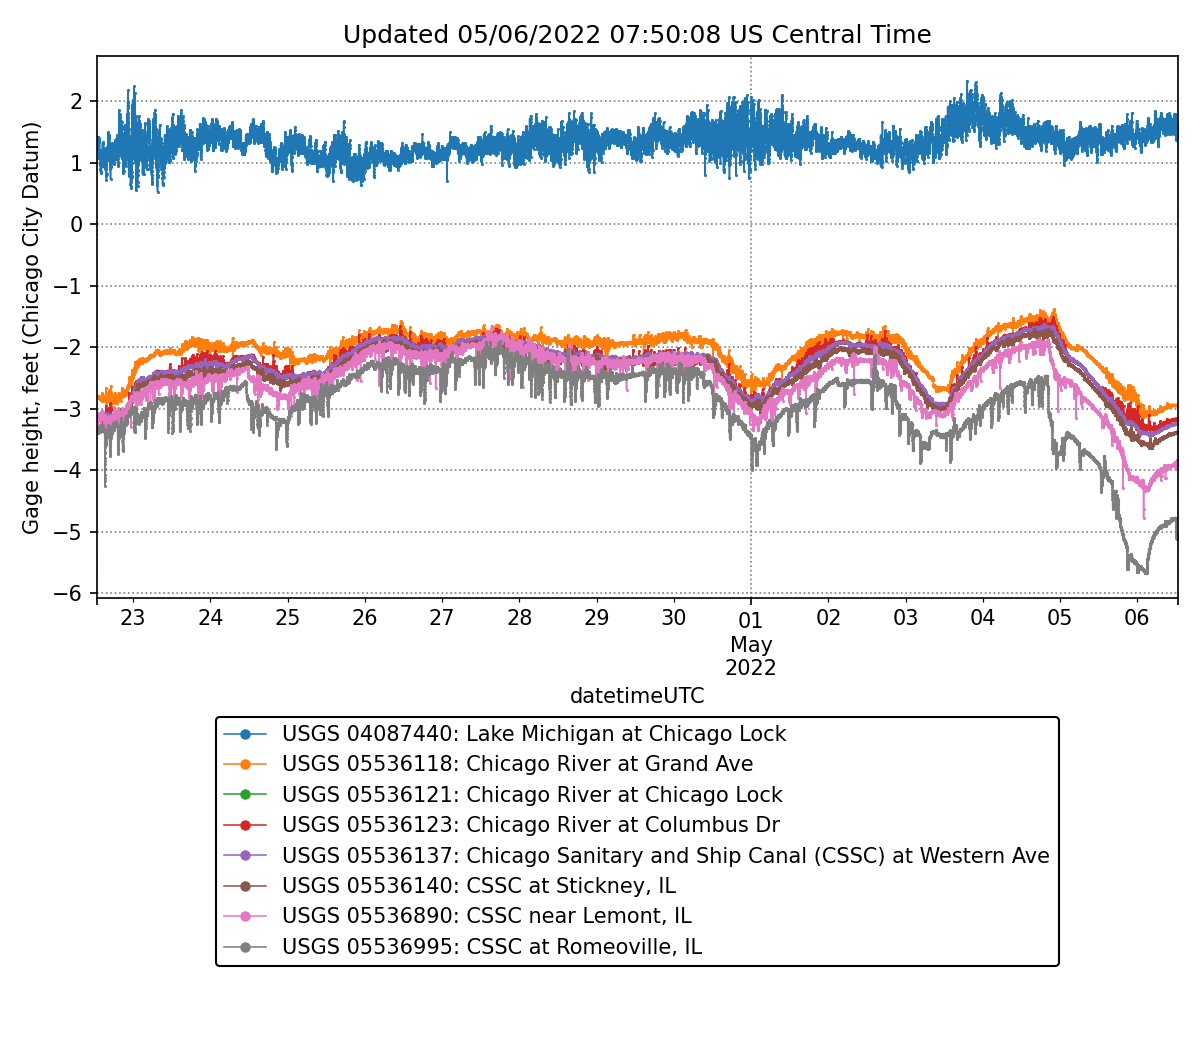 Updated 05/06/2022 07:50:08 US Central Time
Gage height, feet (Chicago City Datum)
2
1
0
−1
−2
−3
−4
−5
−6
23 24 25 26 27 28 29 30 01 02 03 04 05 06
May
2022
datetimeUTC
USGS 04087440: Lake Michigan at Chicago Lock
USGS 05536118: Chicago River at Grand Ave
USGS 05536121: Chicago River at Chicago Lock
USGS 05536123: Chicago River at Columbus Dr
USGS 05536137: Chicago Sanitary and Ship Canal (CSSC) at Western Ave
USGS 05536140: CSSC at Stickney, IL
USGS 05536890: CSSC near Lemont, IL
USGS 05536995: CSSC at Romeoville, IL